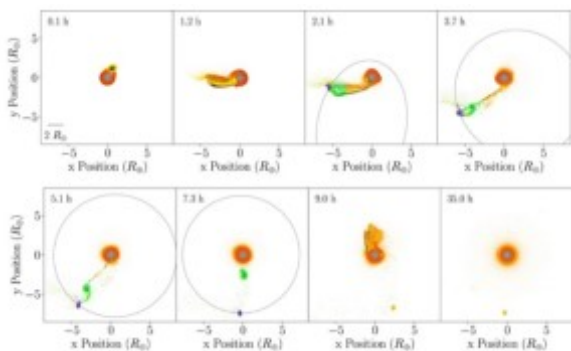 0.1 h
1.2 h
2.1 h
y Position (R⊕)
5
0
−5
2 R⊕
−5 0 5
−5 0 5
−5 0 5
−5 0 5
x Position (R⊕)
x Position (R⊕)
x Position (R⊕)
x Position (R⊕)
5.1 h
7.3 h
9.0 h
35.0 h
y Position (R⊕)
5
0
−5
−5 0 5
−5 0 5
−5 0 5
−5 0 5
x Position (R⊕)
x Position (R⊕)
x Position (R⊕)
x Position (R⊕)